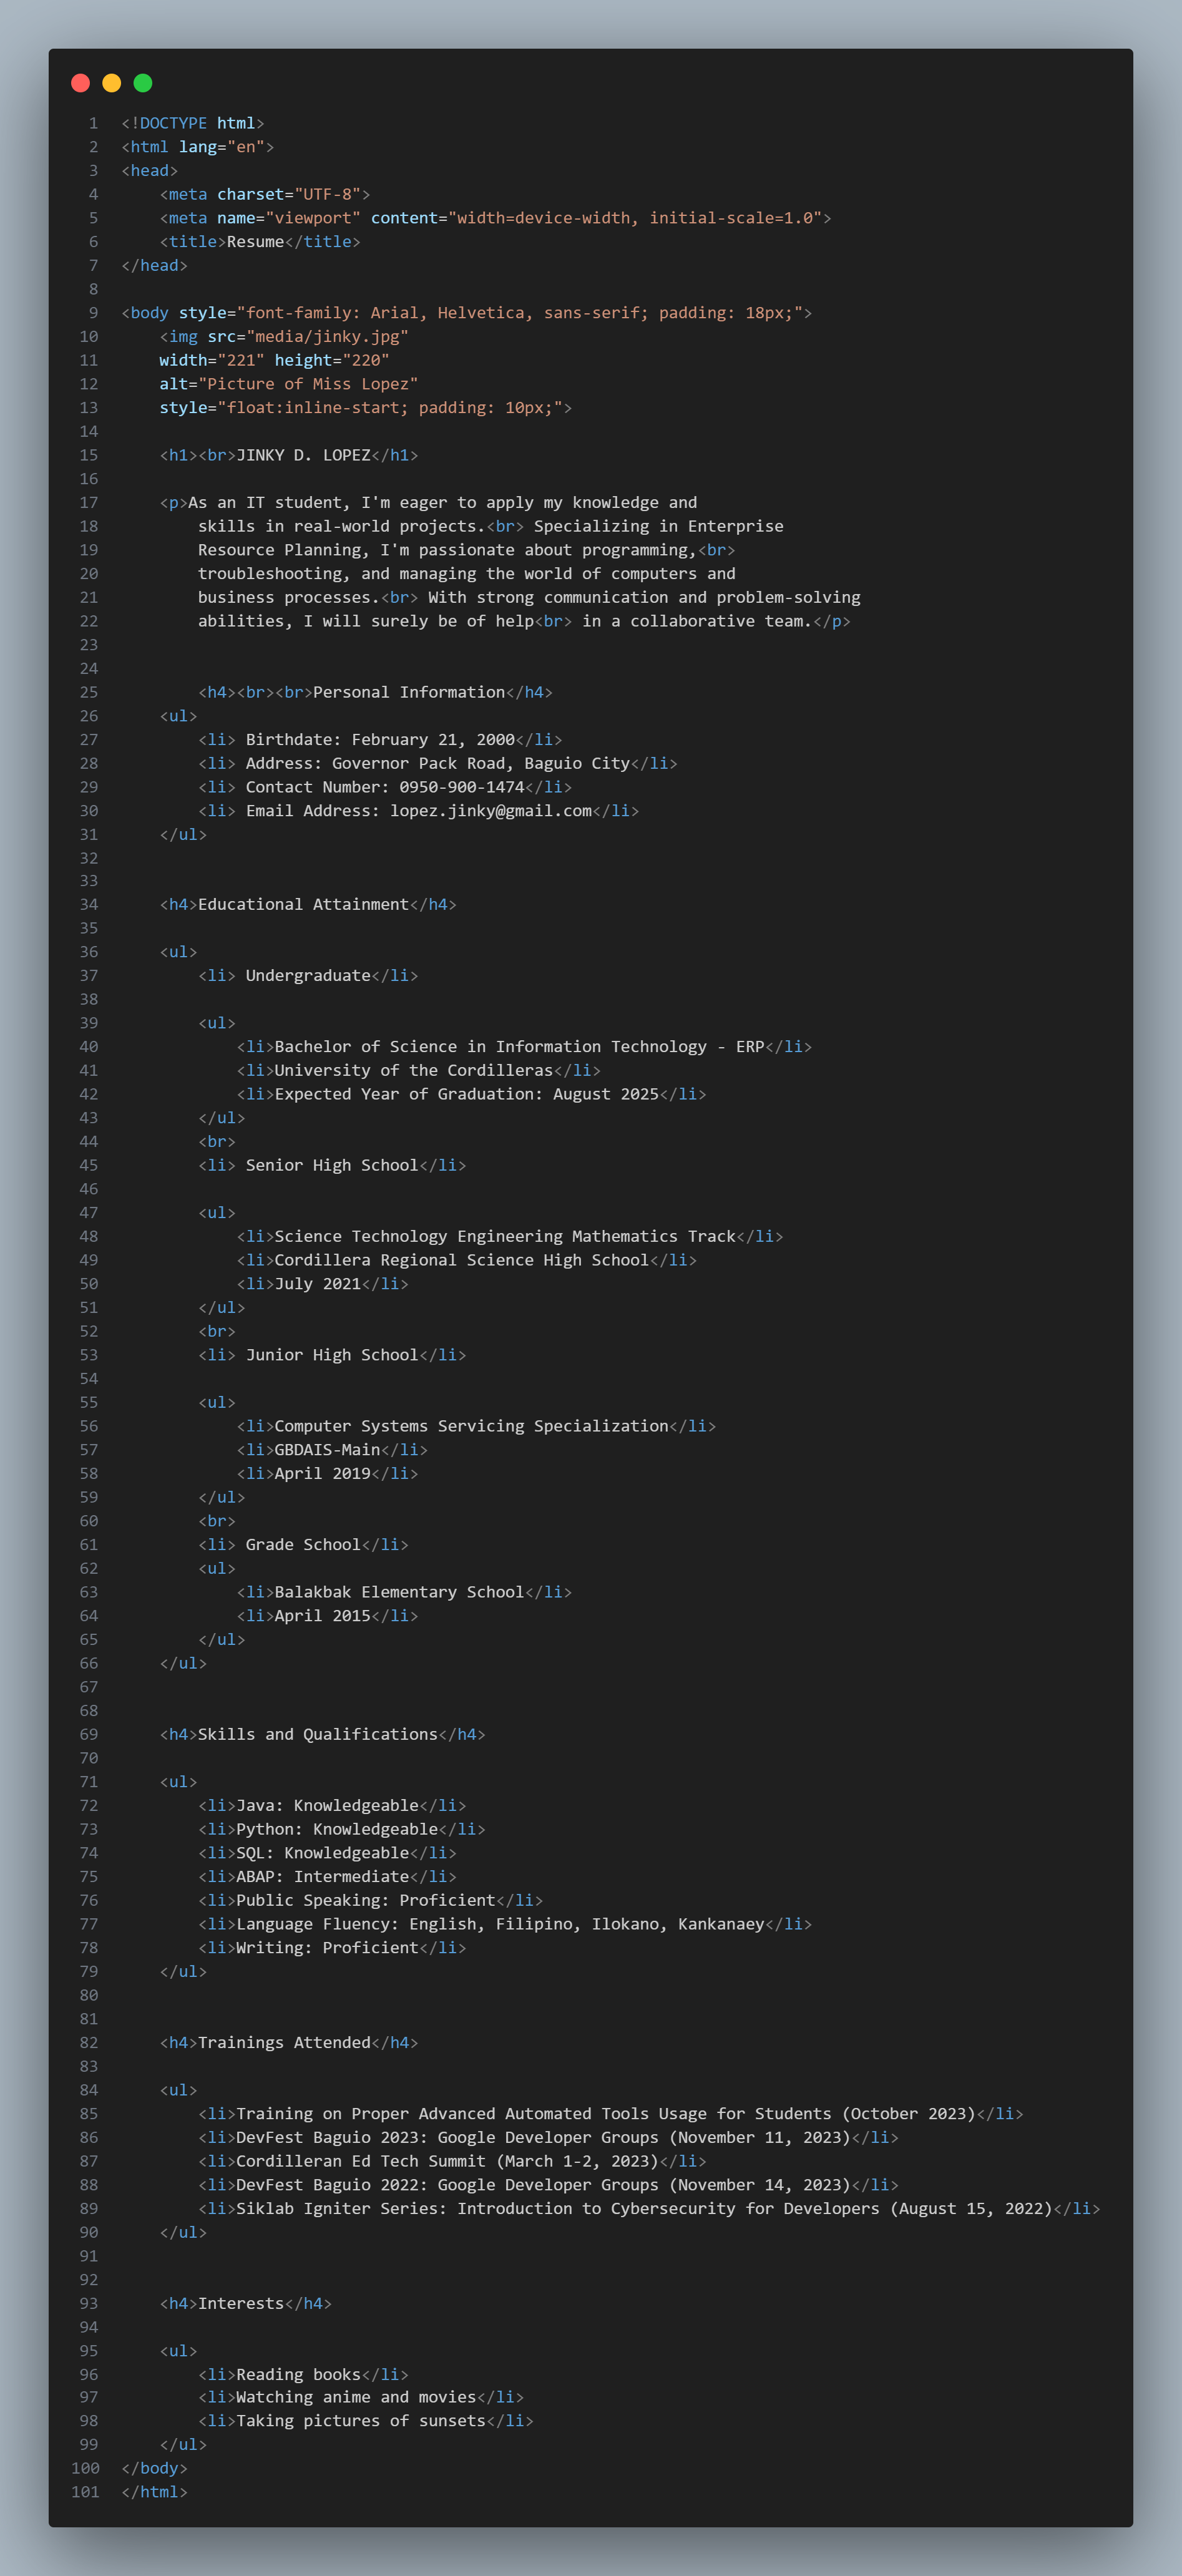 1 <!DOCTYPE html>
2 <html lang="en">
3 <head>
4     <meta charset="UTF-8">
5     <meta name="viewport" content="width=device-width, initial-scale=1.0">
6     <title>Resume</title>
7 </head>
8
9 <body style="font-family: Arial, Helvetica, sans-serif; padding: 18px;">
10     <img src="media/jinky.jpg"
11     width="221" height="220"
12     alt="Picture of Miss Lopez"
13     style="float:inline-start; padding: 10px;">
14
15     <h1><br>JINKY D. LOPEZ</h1>
16
17     <p>As an IT student, I'm eager to apply my knowledge and
18         skills in real-world projects.<br> Specializing in Enterprise
19         Resource Planning, I'm passionate about programming,<br>
20         troubleshooting, and managing the world of computers and
21         business processes.<br> With strong communication and problem-solving
22         abilities, I will surely be of help<br> in a collaborative team.</p>
23
24
25         <h4><br><br>Personal Information</h4>
26     <ul>
27         <li> Birthdate: February 21, 2000</li>
28         <li> Address: Governor Pack Road, Baguio City</li>
29         <li> Contact Number: 0950-900-1474</li>
30         <li> Email Address: lopez.jinky@gmail.com</li>
31     </ul>
32
33
34     <h4>Educational Attainment</h4>
35
36     <ul>
37         <li> Undergraduate</li>
38
39         <ul>
40             <li>Bachelor of Science in Information Technology - ERP</li>
41             <li>University of the Cordilleras</li>
42             <li>Expected Year of Graduation: August 2025</li>
43         </ul>
44         <br>
45         <li> Senior High School</li>
46
47         <ul>
48             <li>Science Technology Engineering Mathematics Track</li>
49             <li>Cordillera Regional Science High School</li>
50             <li>July 2021</li>
51         </ul>
52         <br>
53         <li> Junior High School</li>
54
55         <ul>
56             <li>Computer Systems Servicing Specialization</li>
57             <li>GBDAIS-Main</li>
58             <li>April 2019</li>
59         </ul>
60         <br>
61         <li> Grade School</li>
62         <ul>
63             <li>Balakbak Elementary School</li>
64             <li>April 2015</li>
65         </ul>
66     </ul>
67
68
69     <h4>Skills and Qualifications</h4>
70
71     <ul>
72         <li>Java: Knowledgeable</li>
73         <li>Python: Knowledgeable</li>
74         <li>SQL: Knowledgeable</li>
75         <li>ABAP: Intermediate</li>
76         <li>Public Speaking: Proficient</li>
77         <li>Language Fluency: English, Filipino, Ilokano, Kankanaey</li>
78         <li>Writing: Proficient</li>
79     </ul>
80
81
82     <h4>Trainings Attended</h4>
83
84     <ul>
85         <li>Training on Proper Advanced Automated Tools Usage for Students (October 2023)</li>
86         <li>DevFest Baguio 2023: Google Developer Groups (November 11, 2023)</li>
87         <li>Cordilleran Ed Tech Summit (March 1-2, 2023)</li>
88         <li>DevFest Baguio 2022: Google Developer Groups (November 14, 2023)</li>
89         <li>Siklab Igniter Series: Introduction to Cybersecurity for Developers (August 15, 2022)</li>
90     </ul>
91
92
93     <h4>Interests</h4>
94
95     <ul>
96         <li>Reading books</li>
97         <li>Watching anime and movies</li>
98         <li>Taking pictures of sunsets</li>
99     </ul>
100 </body>
101 </html>